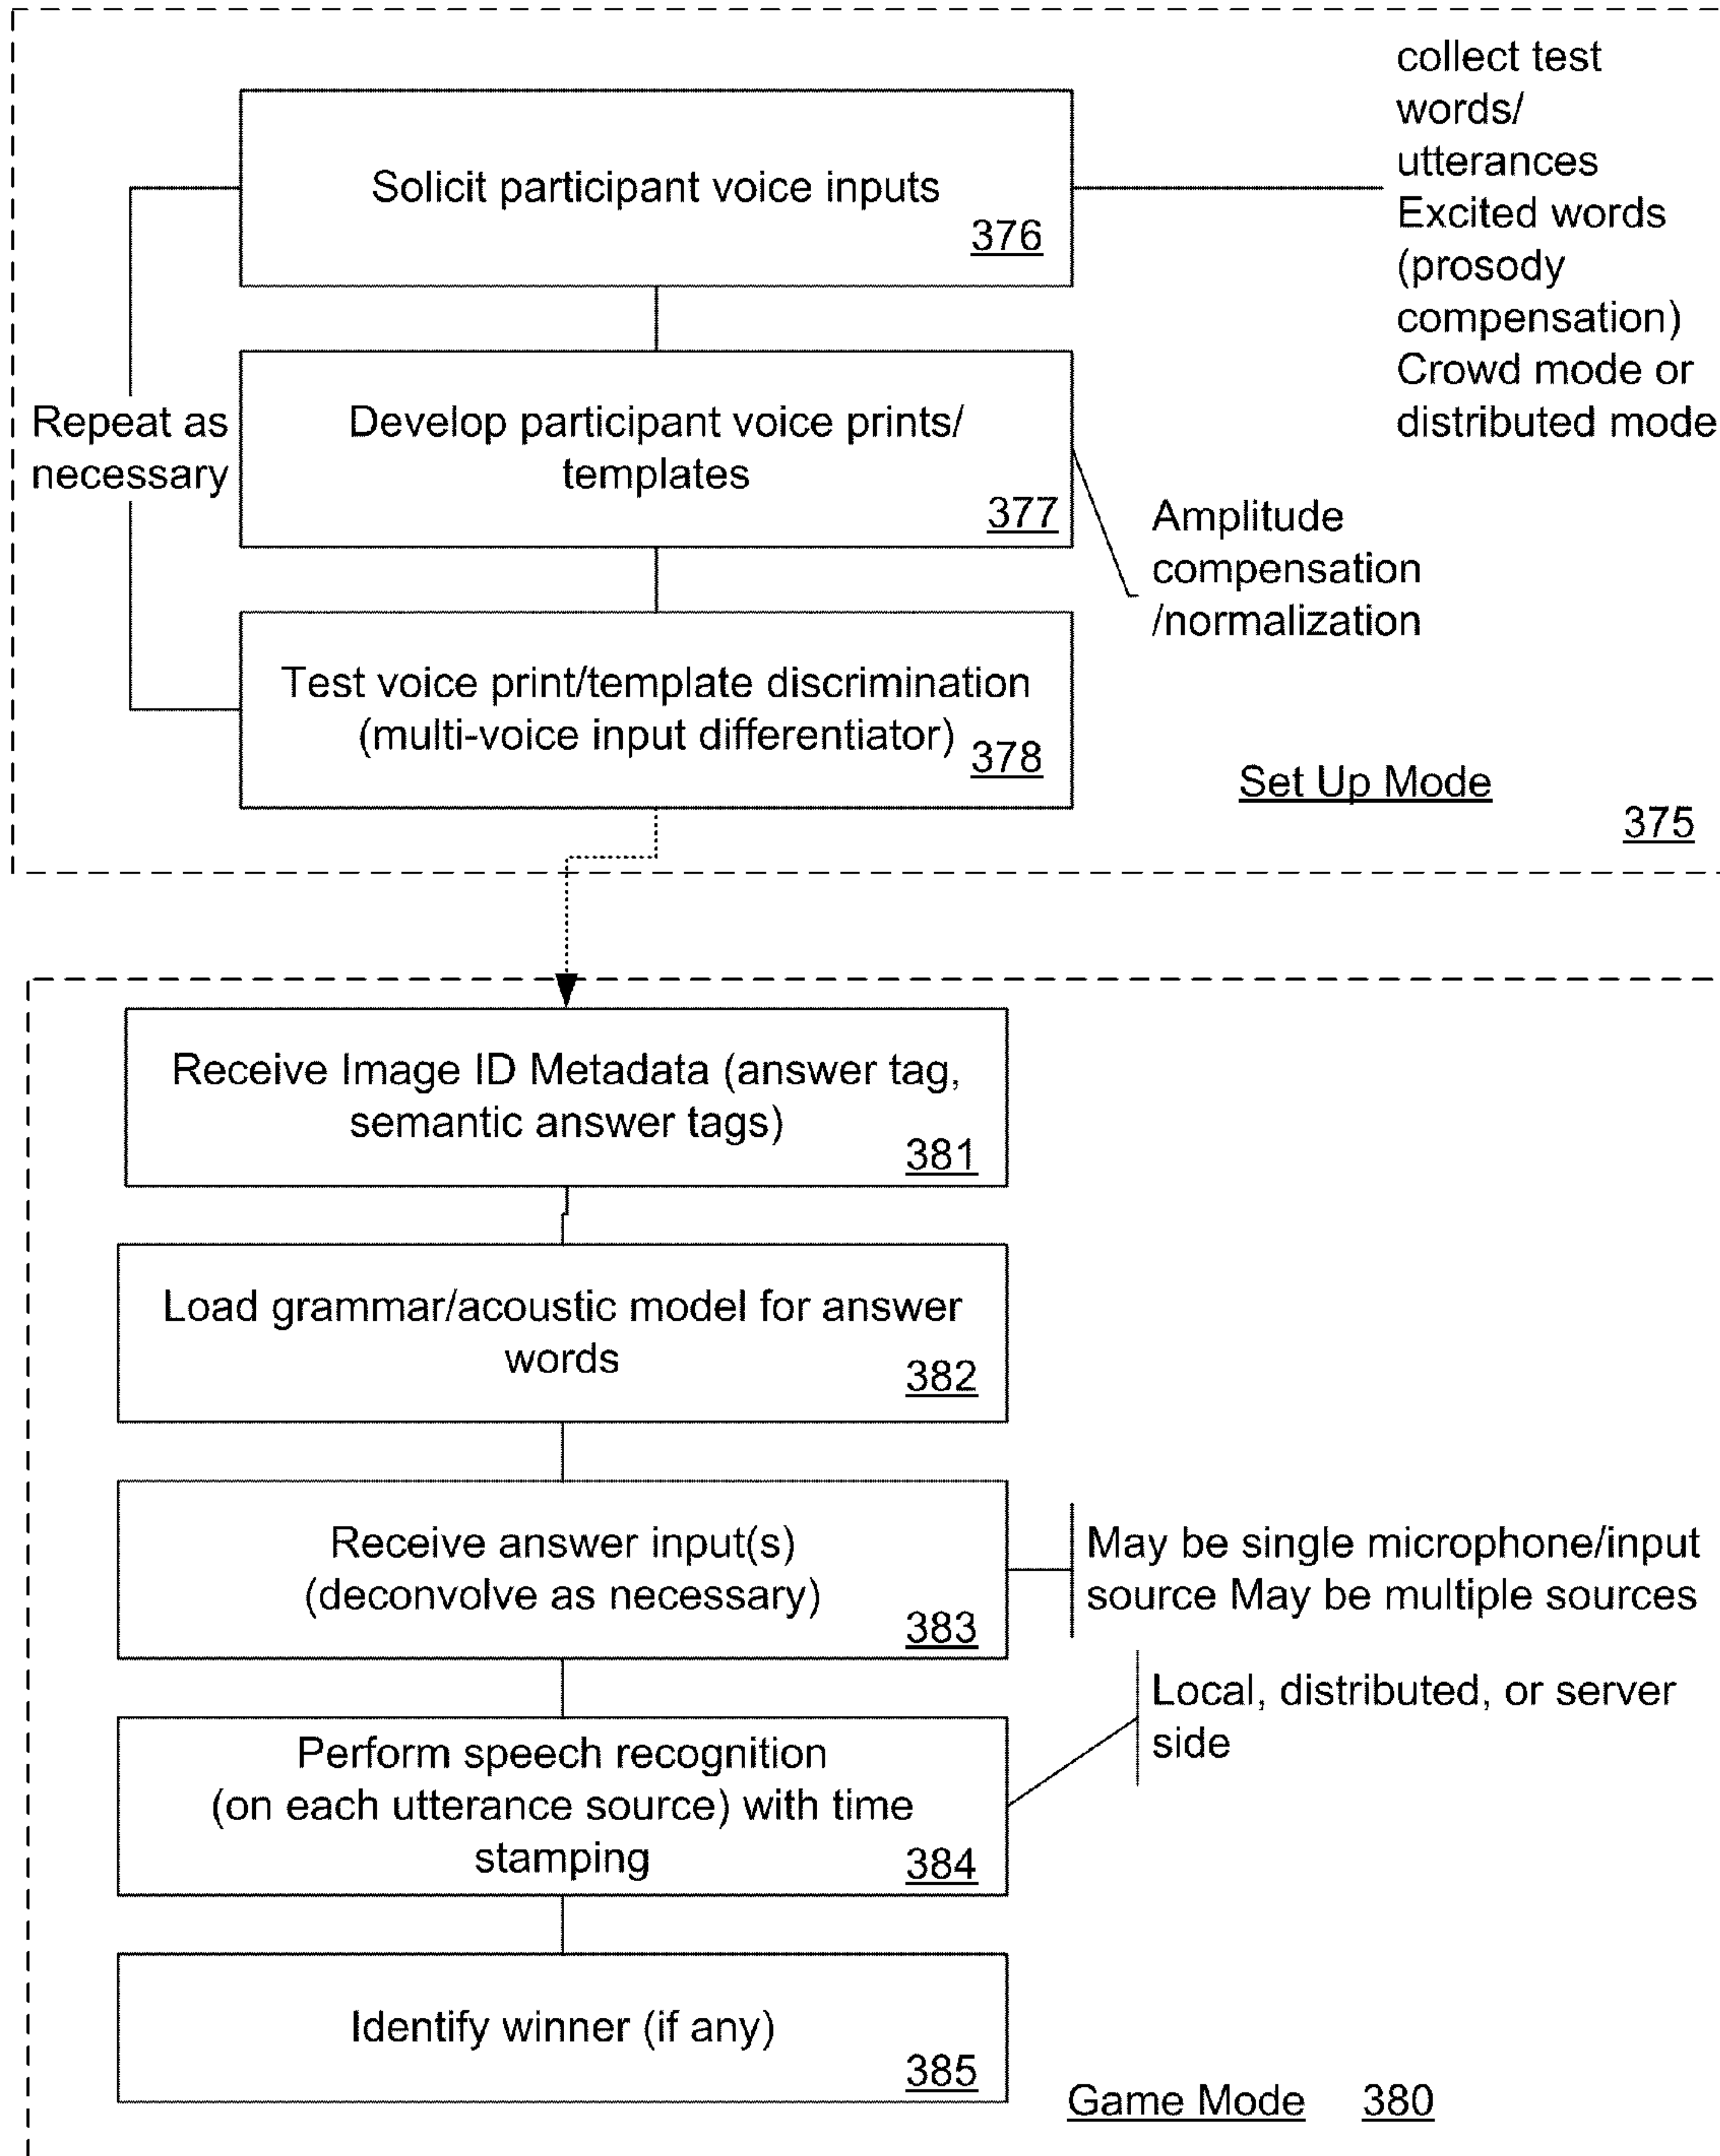 Solicit participant voice inputs
376
collect test
words/
utterances
Excited words
(prosody
compensation)
Crowd mode or
distributed mode
Repeat as
necessary
Develop participant voice prints/
templates
377
Amplitude
compensation
/normalization
Test voice print/template discrimination
(multi-voice input differentiator)
378
Set Up Mode
375
Receive Image ID Metadata (answer tag,
semantic answer tags)
381
Load grammar/acoustic model for answer
words
382
Receive answer input(s)
(deconvolve as necessary)
383
May be single microphone/input
source May be multiple sources
Local, distributed, or server
side
Perform speech recognition
(on each utterance source) with time
stamping
384
Identify winner (if any)
385
Game Mode
380